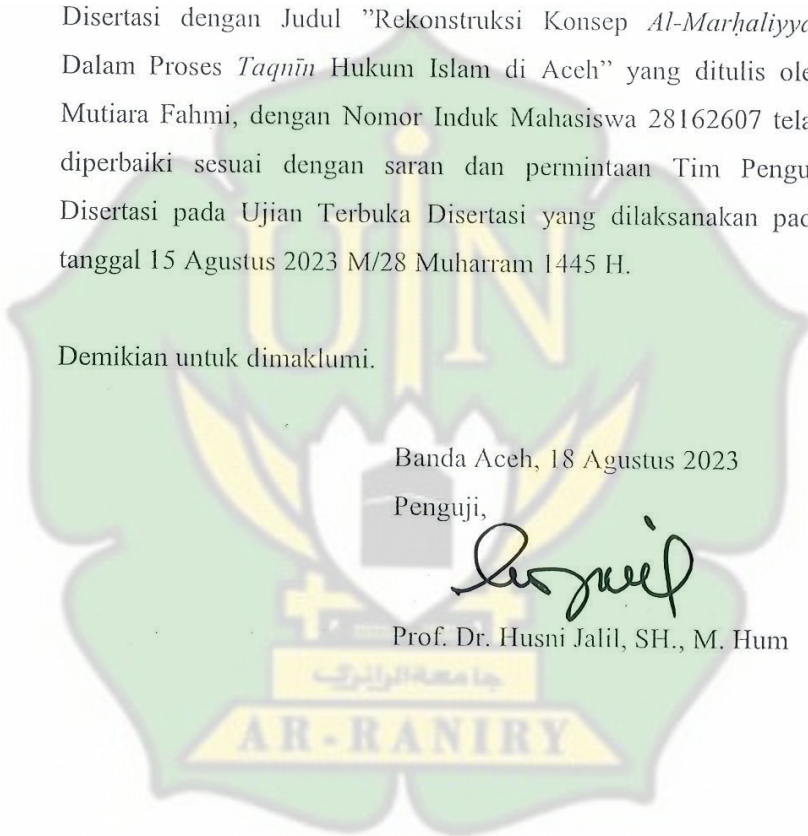 Disertasi dengan Judul ”Rekonstruksi Konsep Al-Marḥaliyya
Dalam Proses Taqnīn Hukum Islam di Aceh” yang ditulis ole
Mutiara Fahmi, dengan Nomor Induk Mahasiswa 28162607 tela
diperbaiki sesuai dengan saran dan permintaan Tim Pengu
Disertasi pada Ujian Terbuka Disertasi yang dilaksanakan pad
tanggal 15 Agustus 2023 M/28 Muharram 1445 H.
Demikian untuk dimaklumi.
Banda Aceh, 18 Agustus 2023
Penguji,
Prof. Dr. Husni Jalil, SH., M. Hum
UIN
جامعة الرانري
AR-RANIRY